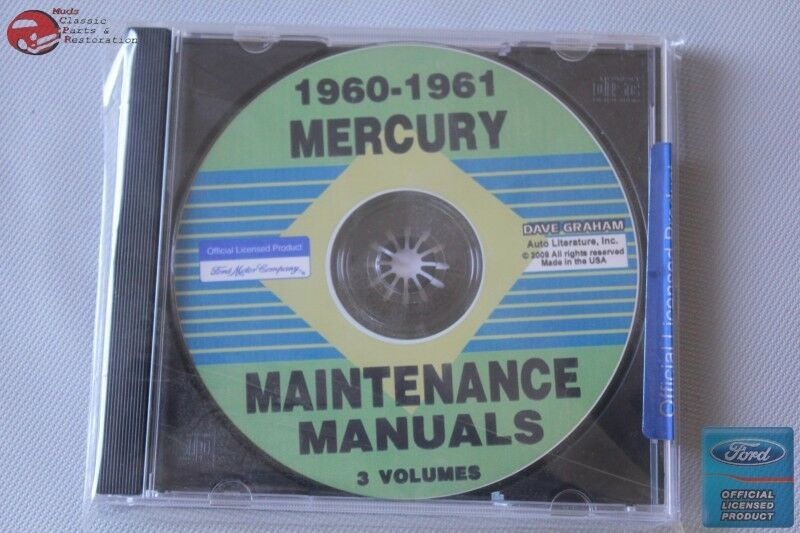 Muds
Classic
Parts &
Restoration
1960-1961
MERCURY
Official Licensed Product
Ford Motor Company
DAVE GRAHAM
Auto Literature, Inc.
© 2009 All rights reserved
Made in the USA
MAINTENANCE
MANUALS
3 VOLUMES
Official Licensed
Ford
OFFICIAL
LICENSED
PRODUCT